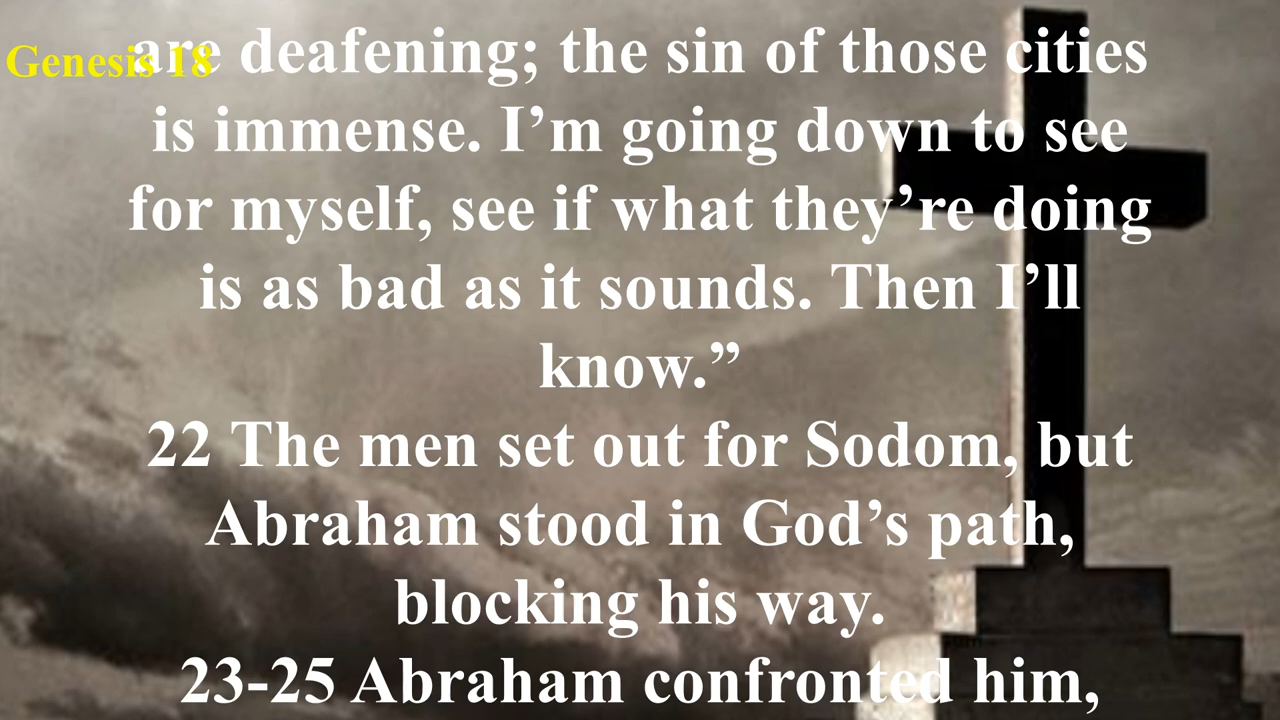 Genesis 18
are deafening; the sin of those cities
is immense. I’m going down to see
for myself, see if what they’re doing
is as bad as it sounds. Then I’ll
know.”
22 The men set out for Sodom, but
Abraham stood in God’s path,
blocking his way.
23-25 Abraham confronted him,